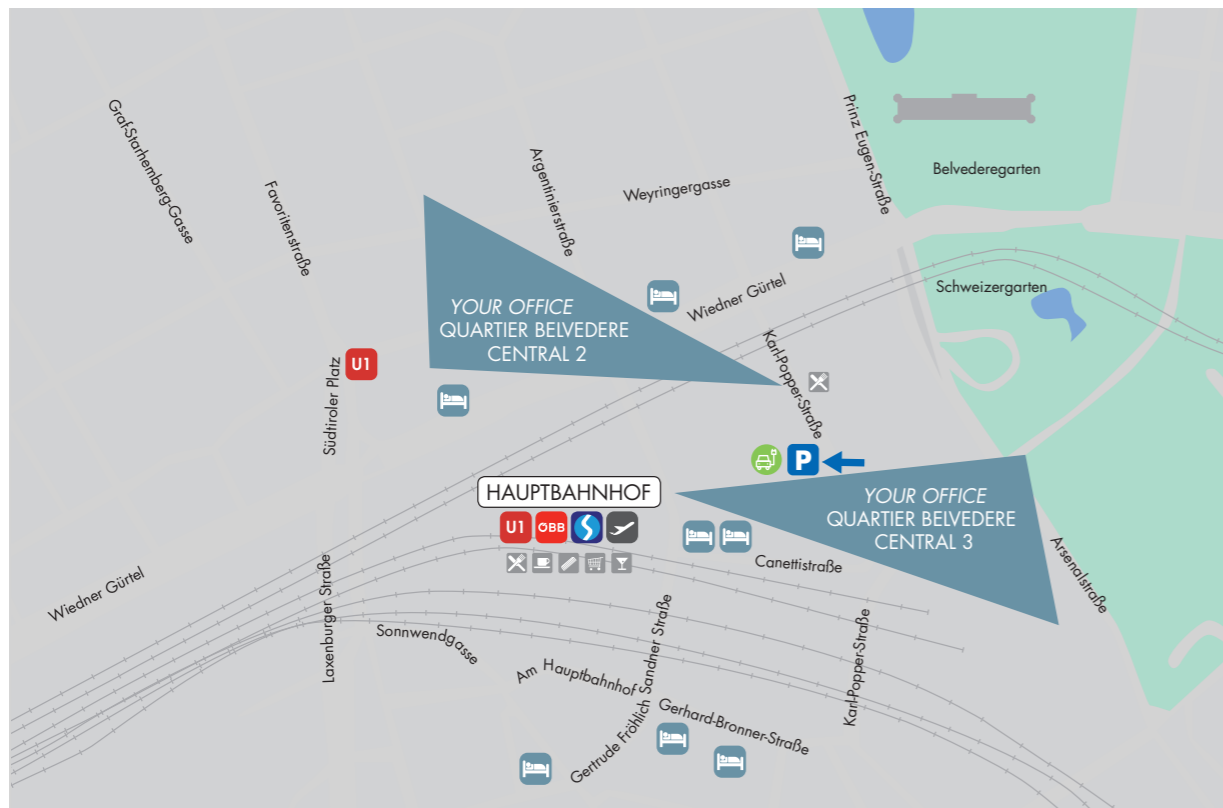 Graf-Starhemberg-Gasse
Favoritenstraße
Argentinierstraße
Weyringergasse
Prinz Eugen-Straße
Belvederegarten
Schweizergarten
Wiedner Gürtel
YOUR OFFICE
QUARTIER BELVEDERE
CENTRAL 2
Karl-Popper-Straße
Südtiroler Platz
U1
P
HAUPTBAHNHOF
U1
ÖBB
S
YOUR OFFICE
QUARTIER BELVEDERE
CENTRAL 3
Canettistraße
Arsenalstraße
Wiedner Gürtel
Laxenburger Straße
Sonnwendgasse
Am Hauptbahnhof
Gertrude Fröhlich Sandner Straße
Karl-Popper-Straße
Gerhard-Bronner-Straße